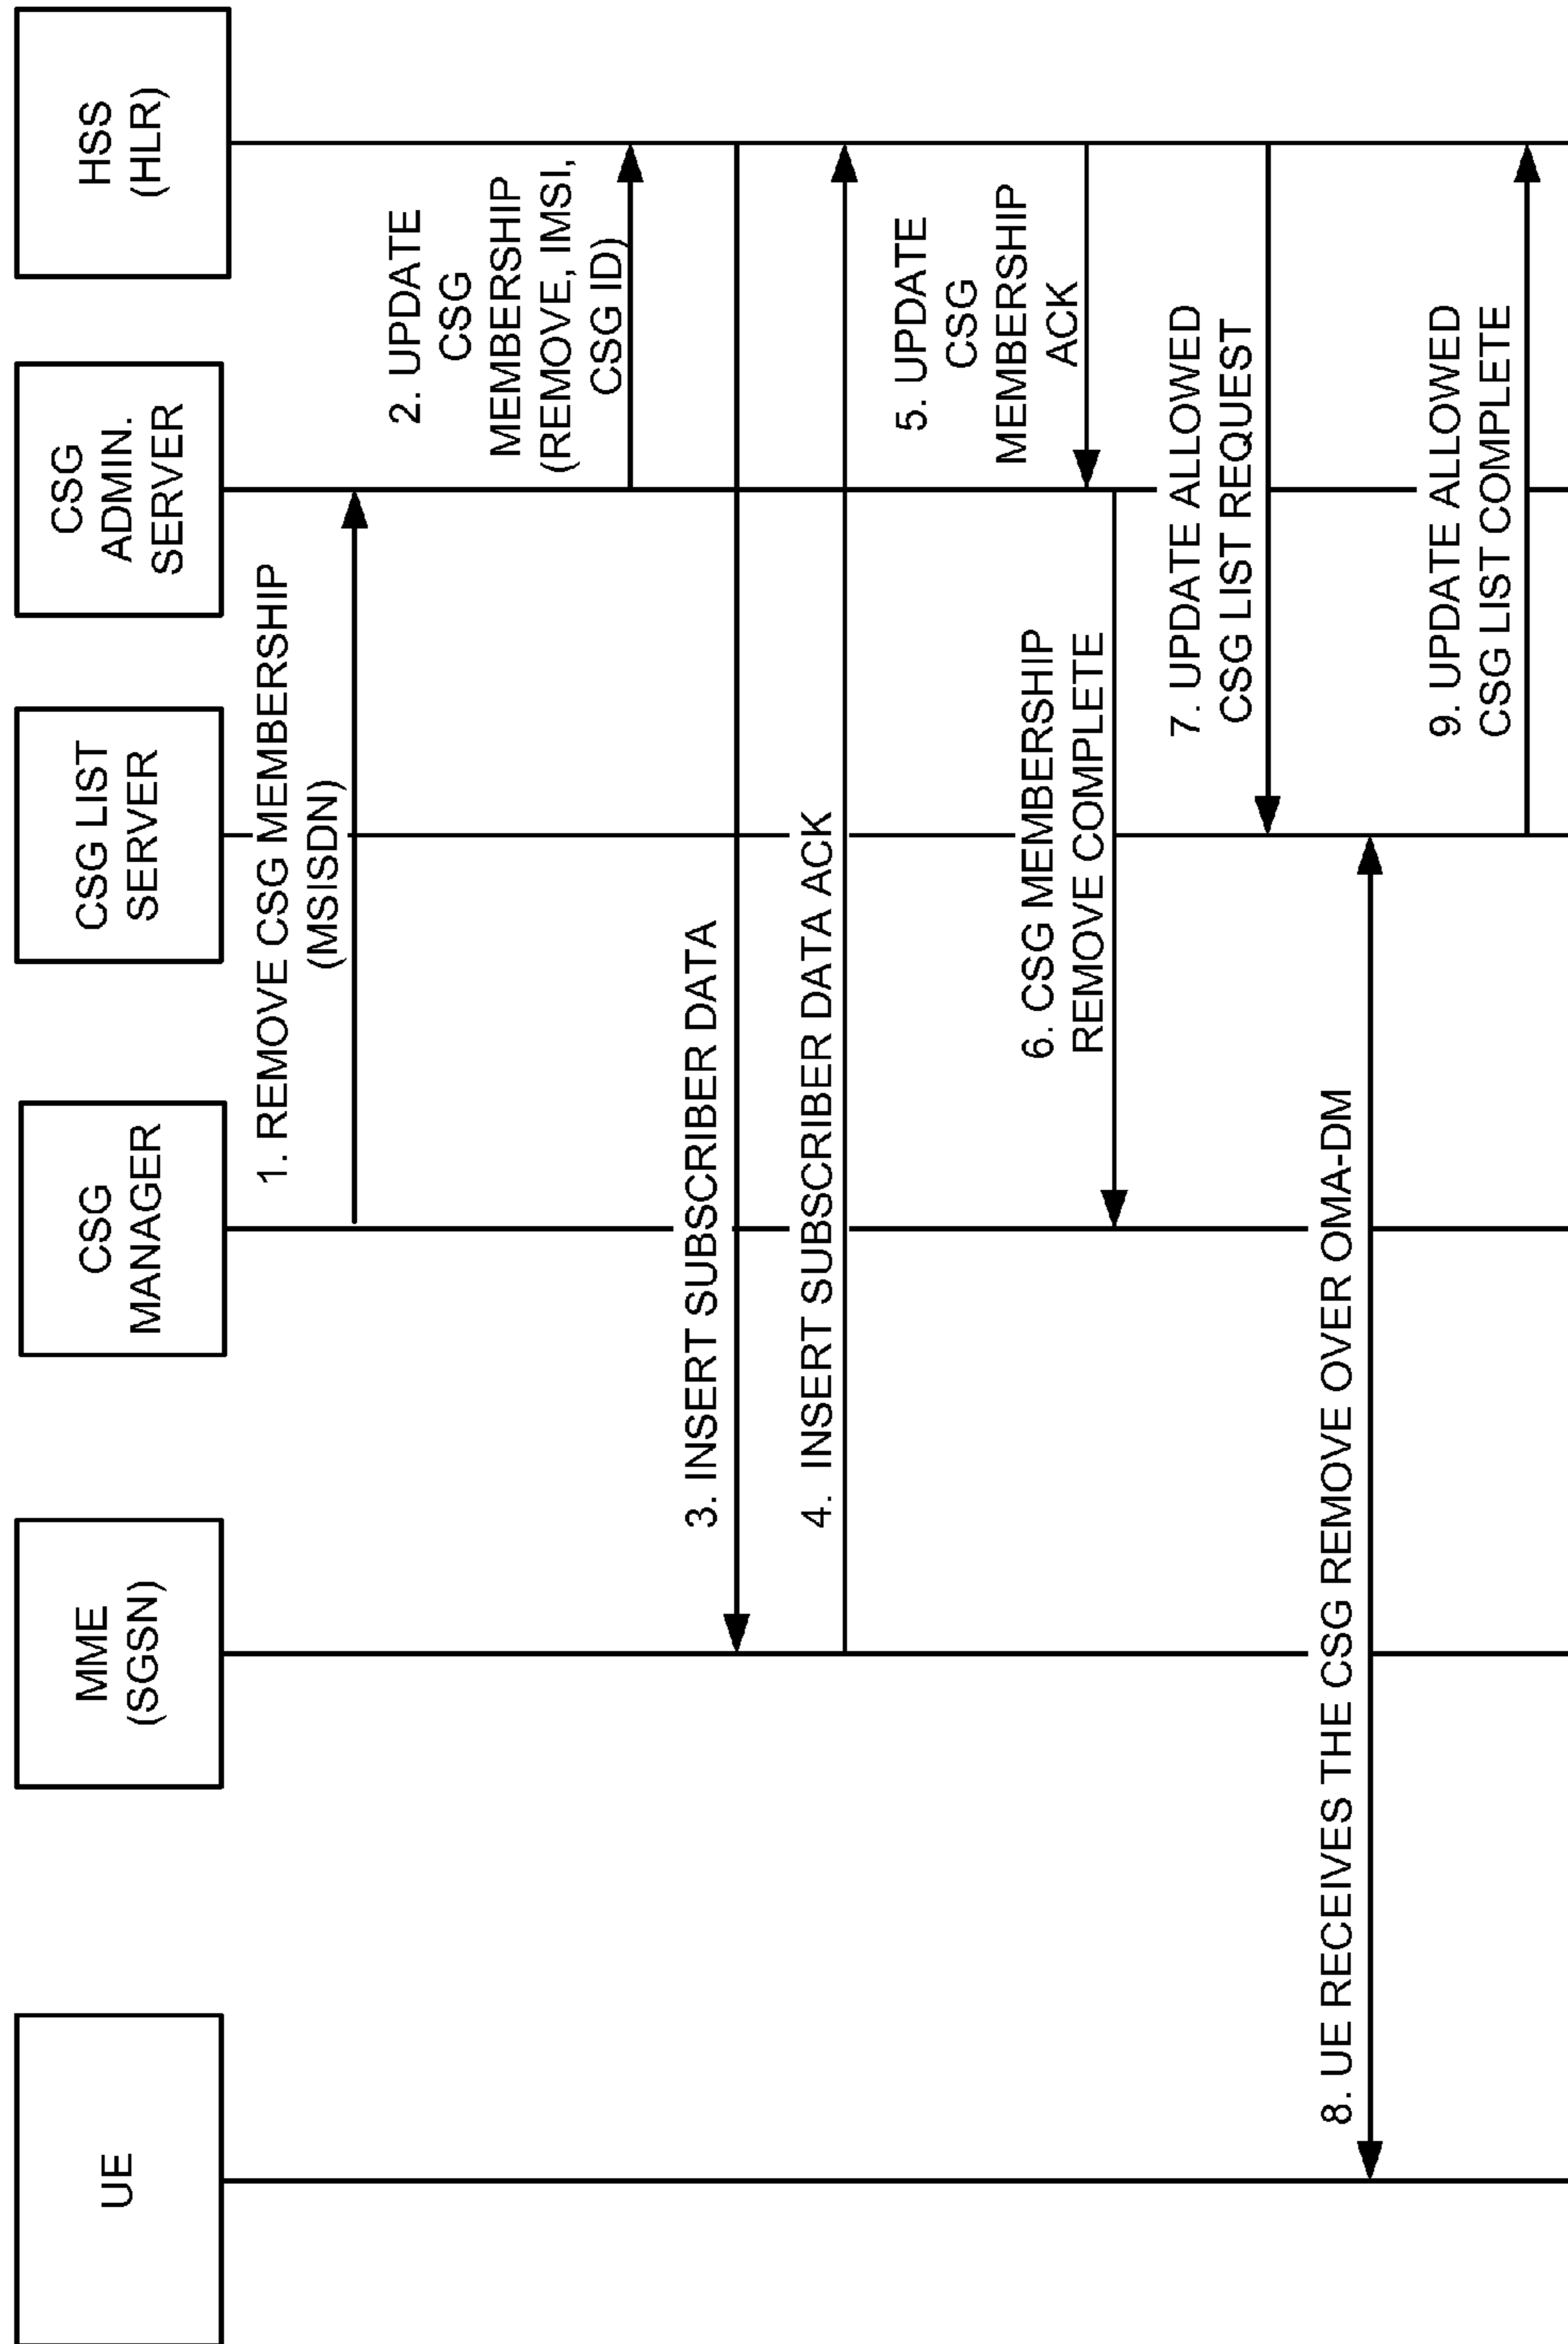 UE
MME
(SGSN)
CSG
MANAGER
CSG LIST
SERVER
CSG
ADMIN.
SERVER
HSS
(HLR)
1. REMOVE CSG MEMBERSHIP
(MSISDN)
2. UPDATE
CSG
MEMBERSHIP
(REMOVE, IMSI,
CSG ID)
3. INSERT SUBSCRIBER DATA
4. INSERT SUBSCRIBER DATA ACK
5. UPDATE
CSG
MEMBERSHIP
ACK
6. CSG MEMBERSHIP
REMOVE COMPLETE
7. UPDATE ALLOWED
CSG LIST REQUEST
8. UE RECEIVES THE CSG REMOVE OVER OMA-DM
9. UPDATE ALLOWED
CSG LIST COMPLETE